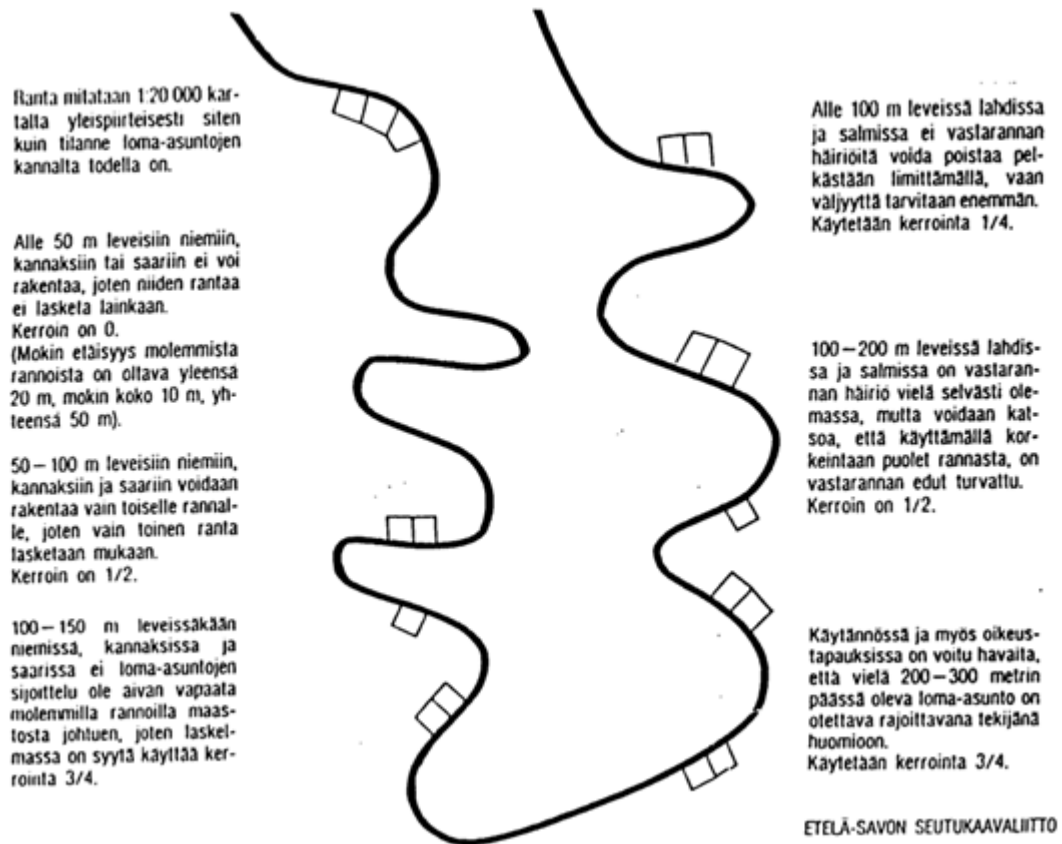 Ranta mitataan 1:20 000 kar-
talta yleispiirteisesti siten
kuin tilanne loma-asuntojen
kannalta todella on.
Alle 50 m leveisiin niemiin,
kannaksiin tai saariin ei voi
rakentaa, joten niiden rantaa
ei lasketa lainkaan.
Kerroin on 0.
(Mökin etäisyys molemmista
rannoista on oltava yleensä
20 m, mökin koko 10 m, yh-
teensä 50 m).
50–100 m leveisiin niemiin,
kannaksiin ja saariin voidaan
rakentaa vain toiselle rannal-
le, joten vain toinen ranta
lasketaan mukaan.
Kerroin on 1/2.
100–150 m leveissäkään
niemissä, kannaksissa ja
saarissa ei loma-asuntojen
sijoittelu ole aivan vapaata
molemmilla rannoilla maas-
tosta johtuen, joten laskel-
massa on syytä käyttää ker-
rointa 3/4.
Alle 100 m leveissä lahdissa
ja salmissa ei vastarannan
häiriöitä voida poistaa pel-
kästään limittämällä, vaan
väljyyttä tarvitaan enemmän.
Käytetään kerrointa 1/4.
100–200 m leveissä lahdis-
sa ja salmissa on vastaran-
nan häiriö vielä selvästi ole-
massa, mutta voidaan kat-
soa, että käyttämällä kor-
keintaan puolet rannasta, on
vastarannan edut turvattu.
Kerroin on 1/2.
Käytännössä ja myös oikeus-
tapauksissa on voitu havaita,
että vielä 200–300 metrin
päässä oleva loma-asunto on
otettava rajoittavana tekijänä
huomioon.
Käytetään kerrointa 3/4.
ETELÄ-SAVON SEUTUKAAVALIITTO